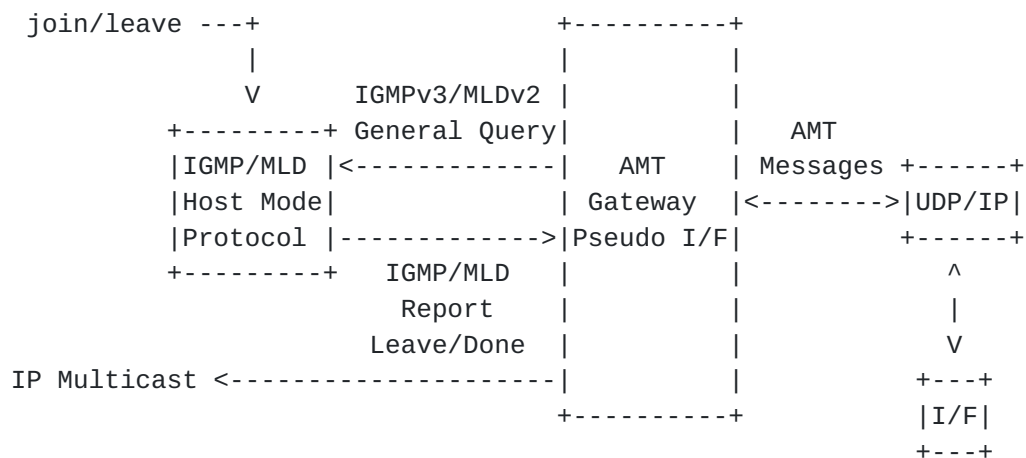 join/leave ---+                   +----------+
              |                   |          |
              V      IGMPv3/MLDv2 |          |
         +---------+ General Query|          |   AMT
         |IGMP/MLD |<-------------|   AMT    | Messages +------+
         |Host Mode|              | Gateway  |<-------->|UDP/IP|
         |Protocol |------------->|Pseudo I/F|          +------+
         +---------+   IGMP/MLD   |          |             ^
                        Report    |          |             |
                      Leave/Done  |          |             V
IP Multicast <---------------------|          |           +---+
                                  +----------+           |I/F|
                                                         +---+